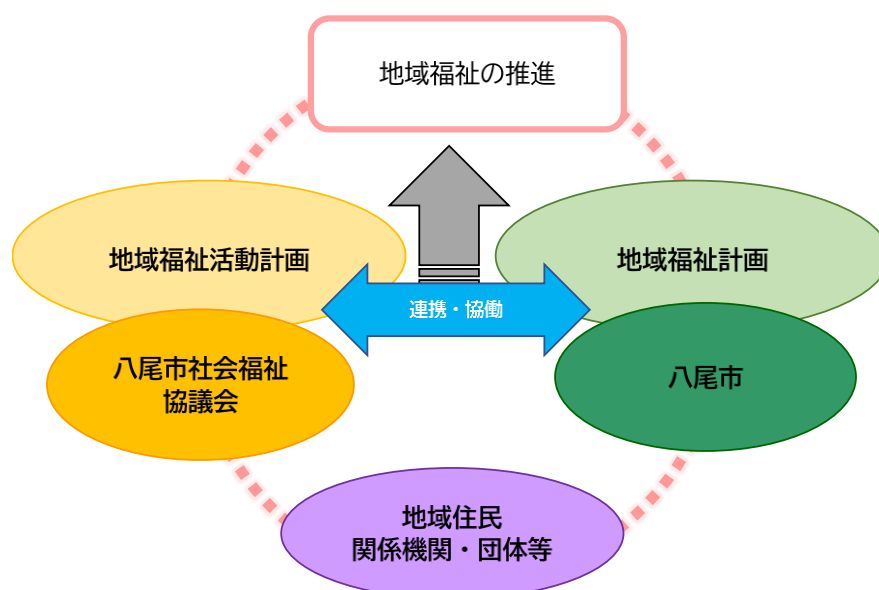 地域福祉の推進
地域福祉活動計画
地域福祉計画
連携・協働
八尾市社会福祉
協議会
八尾市
地域住民
関係機関・団体等